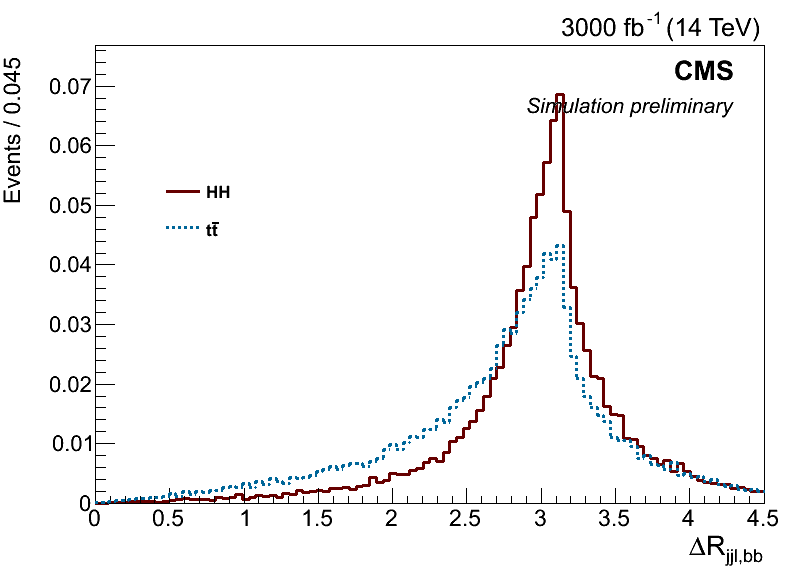 3000 fb⁻¹ (14 TeV)
CMS
Simulation preliminary
Events / 0.045
0.07
0.06
0.05
0.04
0.03
0.02
0.01
0
HH
tt̄
0 0.5 1 1.5 2 2.5 3 3.5 4 4.5
ΔR_jjl,bb